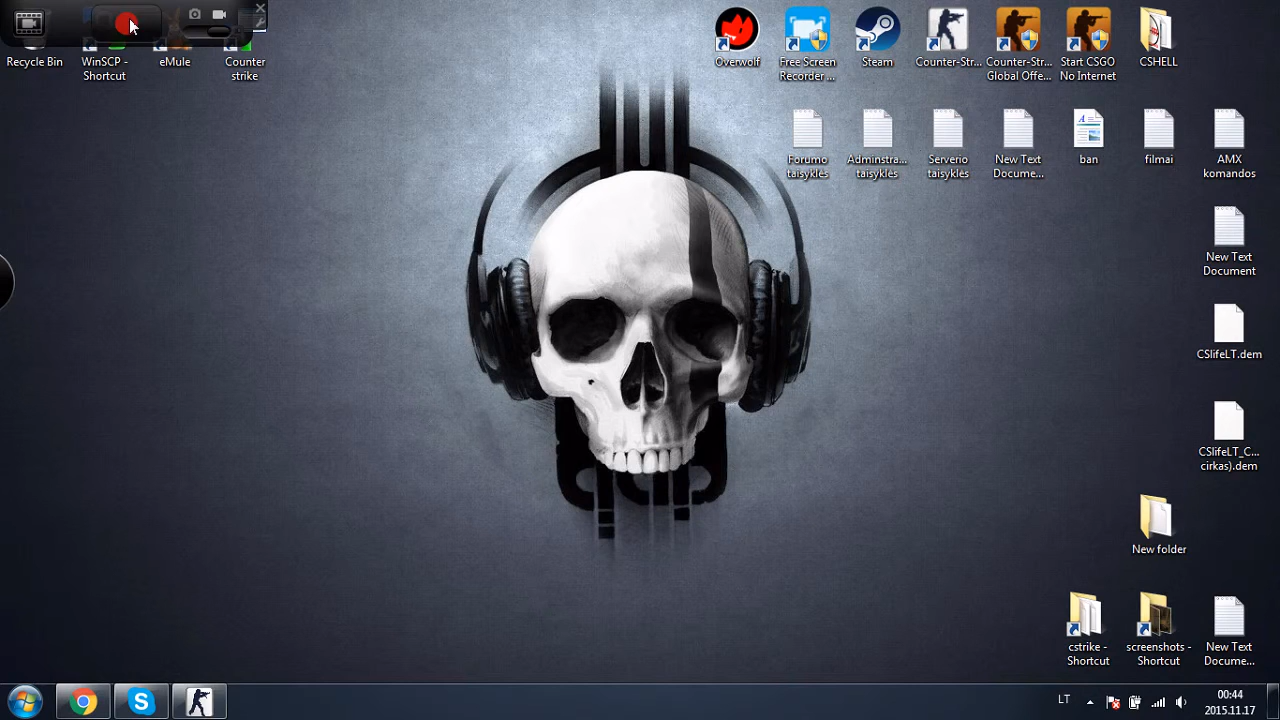 Recycle Bin
WinSCP -
Shortcut
eMule
Counter
strike
Overwolf
Free Screen
Recorder ...
Steam
Counter-Str...
Counter-Str...
Global Offe...
Start CSGO
No Internet
CSHELL
Forumo
taisyklės
Adminstra...
taisyklės
Serverio
taisyklės
New Text
Docume...
ban
filmai
AMX
komandos
New Text
Document
CSlifeLT.dem
CSlifeLT_C...
cirkas).dem
New folder
cstrike -
Shortcut
screenshots -
Shortcut
New Text
Docume...
LT
00:44
2015.11.17